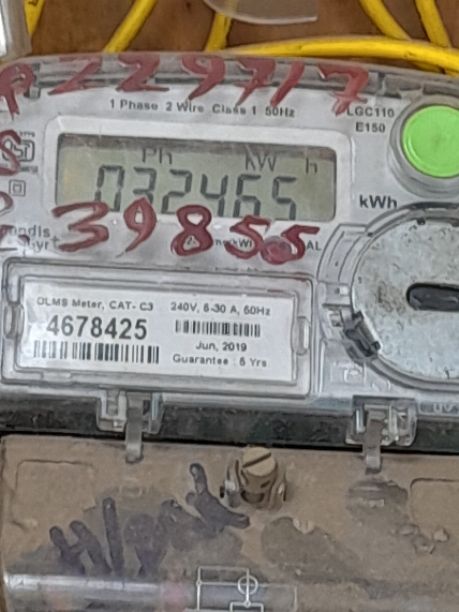 229717
1 Phase 2 Wire Class 1 50Hz
LGC110
E150
Ph kW h
032465
kWh
39855
DLMS Meter, CAT- C3 240V, 5-30 A, 50Hz
4678425
Jun, 2019
Guarantee : 5 Yrs